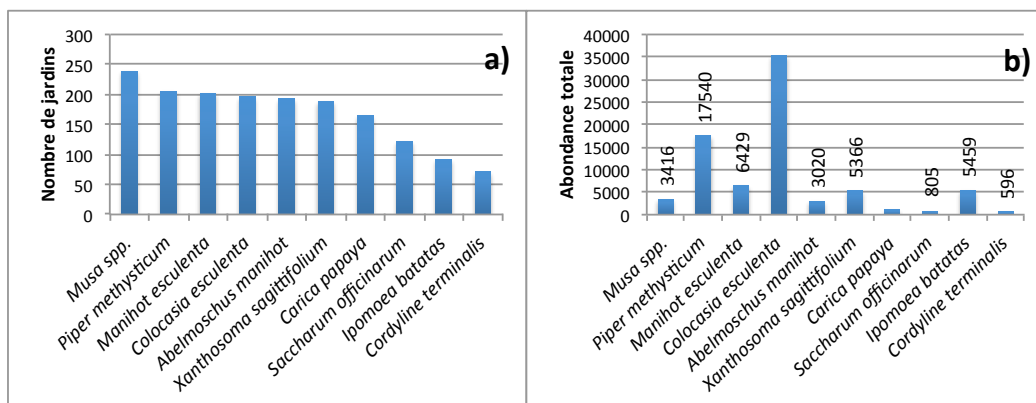 a)
Nombre de jardins
300
250
200
150
100
50
0
Musa spp.
Piper methysticum
Manihot esculenta
Colocasia esculenta
Abelmoschus manihot
Xanthosoma sagittifolium
Carica papaya
Saccharum officinarum
Ipomoea batatas
Cordyline terminalis
b)
Abondance totale
40000
35000
30000
25000
20000
15000
10000
5000
0
3416
17540
6429
3020
5366
805
5459
596
Musa spp.
Piper methysticum
Manihot esculenta
Colocasia esculenta
Abelmoschus manihot
Xanthosoma sagittifolium
Carica papaya
Saccharum officinarum
Ipomoea batatas
Cordyline terminalis